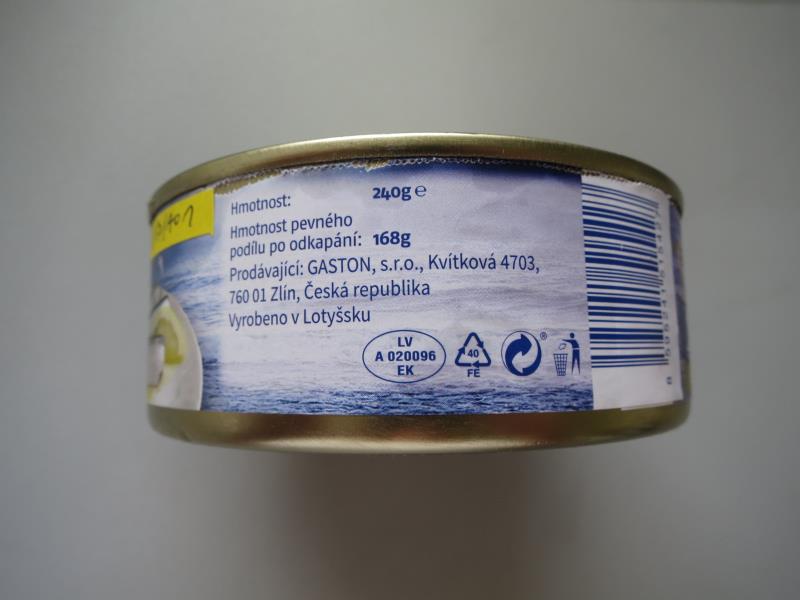 Hmotnost: 240g ℮
Hmotnost pevného
podílu po odkapání: 168g
Prodávající: GASTON, s.r.o., Kvítková 4703,
760 01 Zlín, Česká republika
Vyrobeno v Lotyšsku
LV
A 020096
EK
40
FE
®